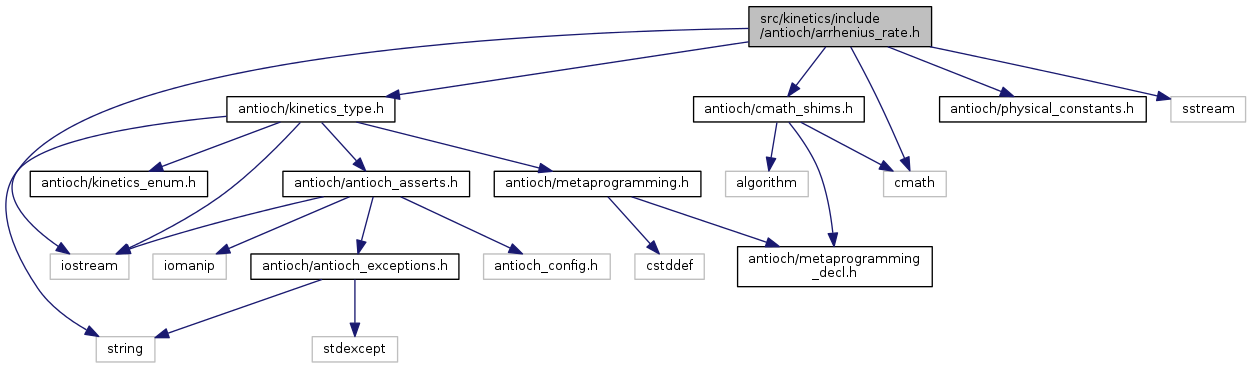 src/kinetics/include
/antioch/arrhenius_rate.h
antioch/kinetics_type.h
antioch/cmath_shims.h
antioch/physical_constants.h
sstream
antioch/kinetics_enum.h
antioch/antioch_asserts.h
antioch/metaprogramming.h
algorithm
cmath
iostream
iomanip
antioch/antioch_exceptions.h
antioch_config.h
cstddef
antioch/metaprogramming
_decl.h
string
stdexcept